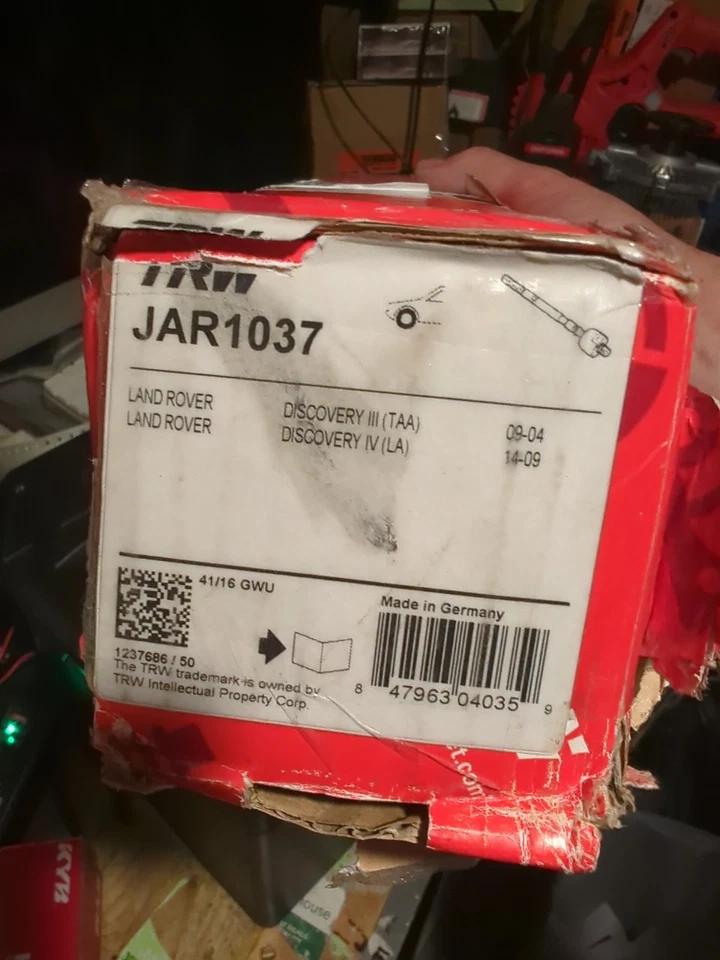 TRW
JAR1037
LAND ROVER DISCOVERY III (TAA) 09-04
LAND ROVER DISCOVERY IV (LA) 14-09
41/16 GWU
Made in Germany
1237686 / 50
The TRW trademark is owned by
TRW Intellectual Property Corp.
8 47963 04035 9
t.com
KYB